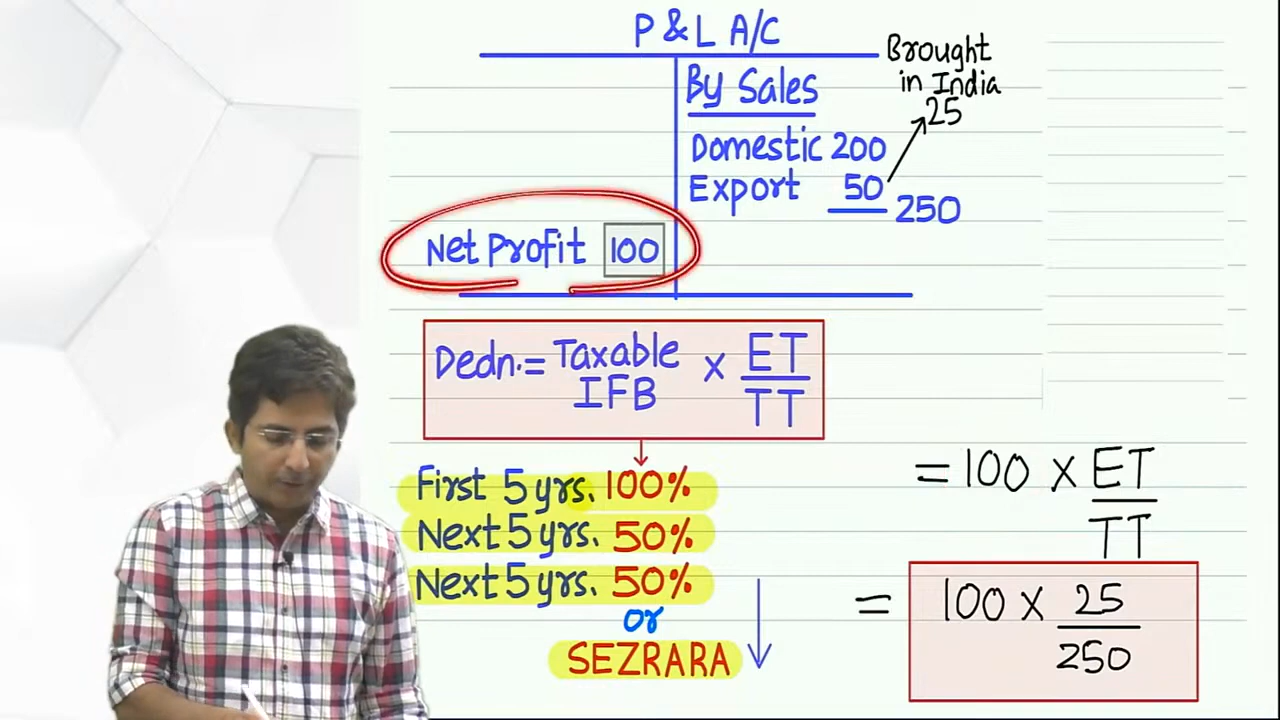 P & L A/C
By Sales
Domestic 200
Export 50
250
Brought
in India
25
Net Profit 100
Dedn. = Taxable IFB × ET/TT
First 5 yrs. 100%
Next 5 yrs. 50%
Next 5 yrs. 50%
or
SEZRARA
= 100 × ET/TT
= 100 × 25/250